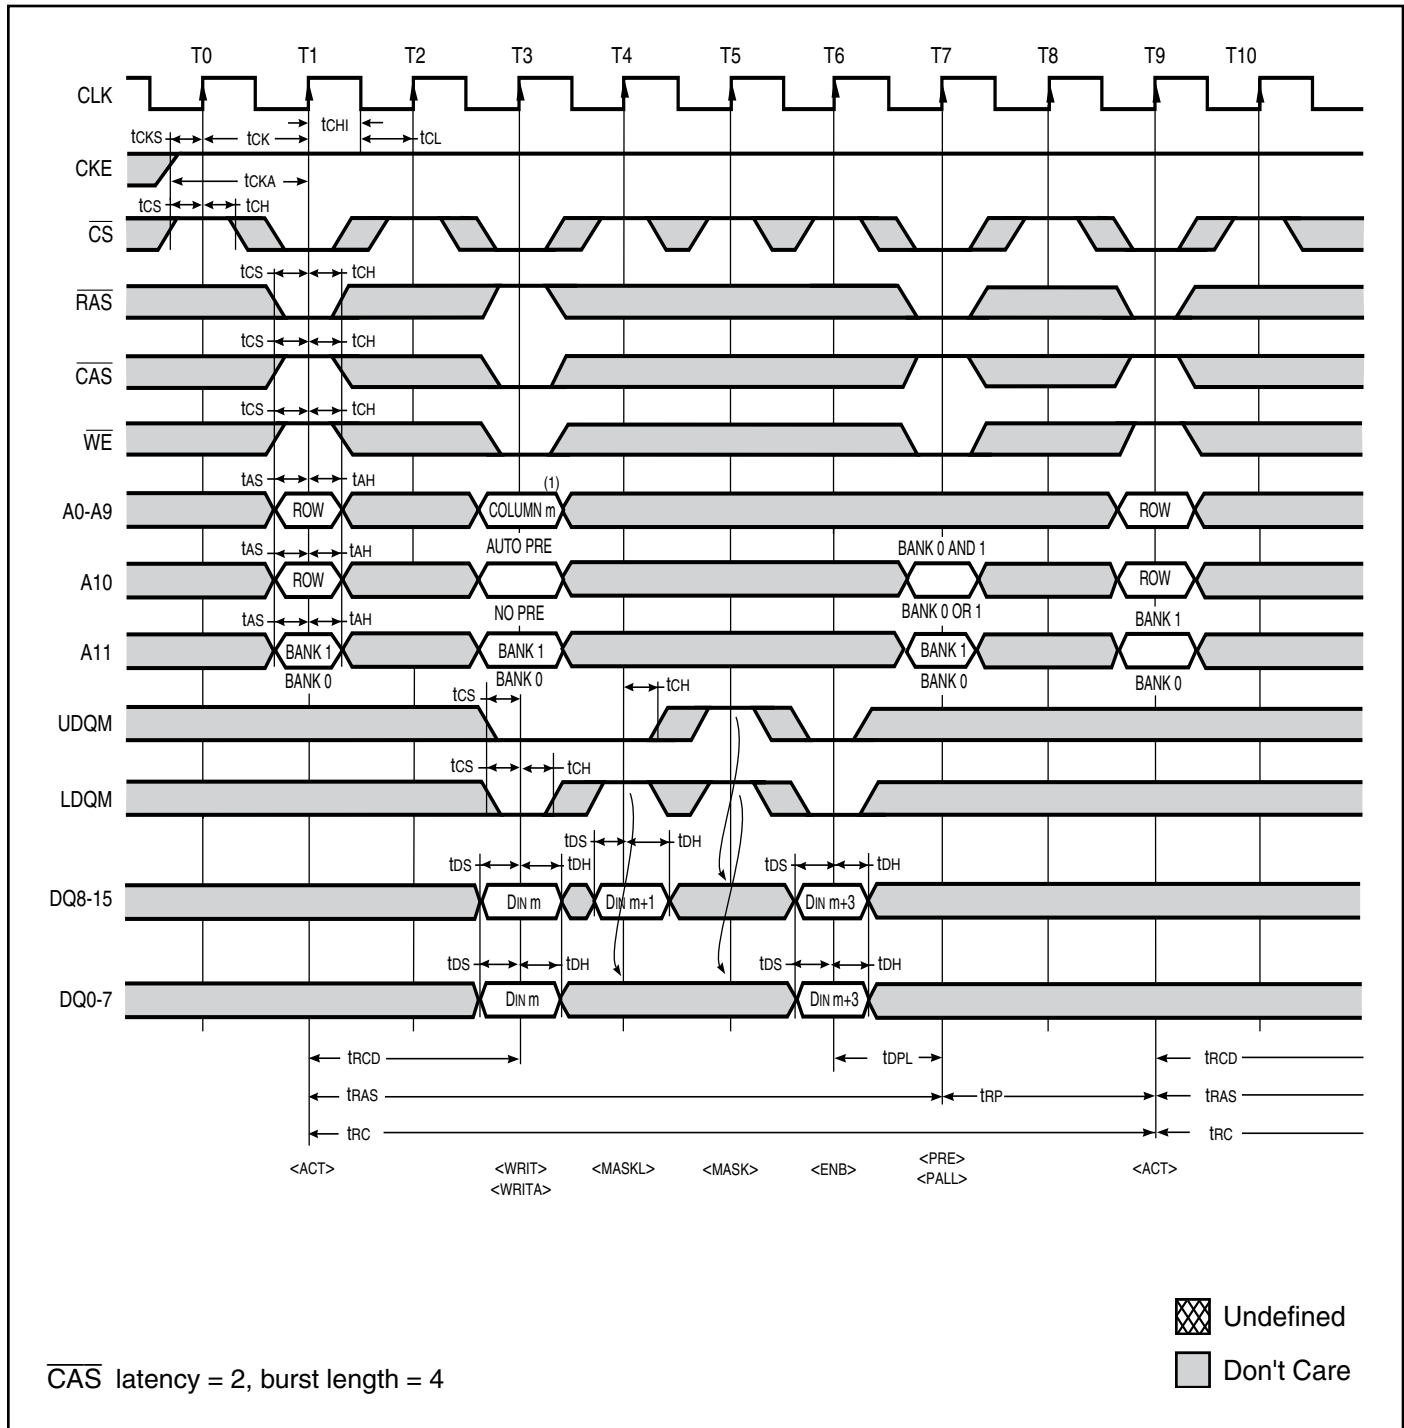 T0 T1 T2 T3 T4 T5 T6 T7 T8 T9 T10
CLK
tCHI
tCKS tCK tCL
CKE
tCKA
tCS tCH
CS
tCS tCH
RAS
tCS tCH
CAS
tCS tCH
WE
tAS tAH (1)
A0-A9 ROW COLUMN m ROW
tAS tAH AUTO PRE BANK 0 AND 1
A10 ROW ROW
tAS tAH NO PRE BANK 0 OR 1 BANK 1
A11 BANK 1 BANK 1 BANK 1
BANK 0 BANK 0 BANK 0 BANK 0
tCS tCH
UDQM
tCS tCH
LDQM
tDS tDH
tDS tDH tDS tDH
DQ8-15 DIN m DIN m+1 DIN m+3
tDS tDH tDS tDH
DQ0-7 DIN m DIN m+3
tRCD tDPL tRCD
tRAS tRP tRAS
tRC tRC
<ACT> <WRIT> <MASKL> <MASK> <ENB> <PRE> <ACT>
<WRITA> <PALL>
Undefined
Don't Care
CAS latency = 2, burst length = 4